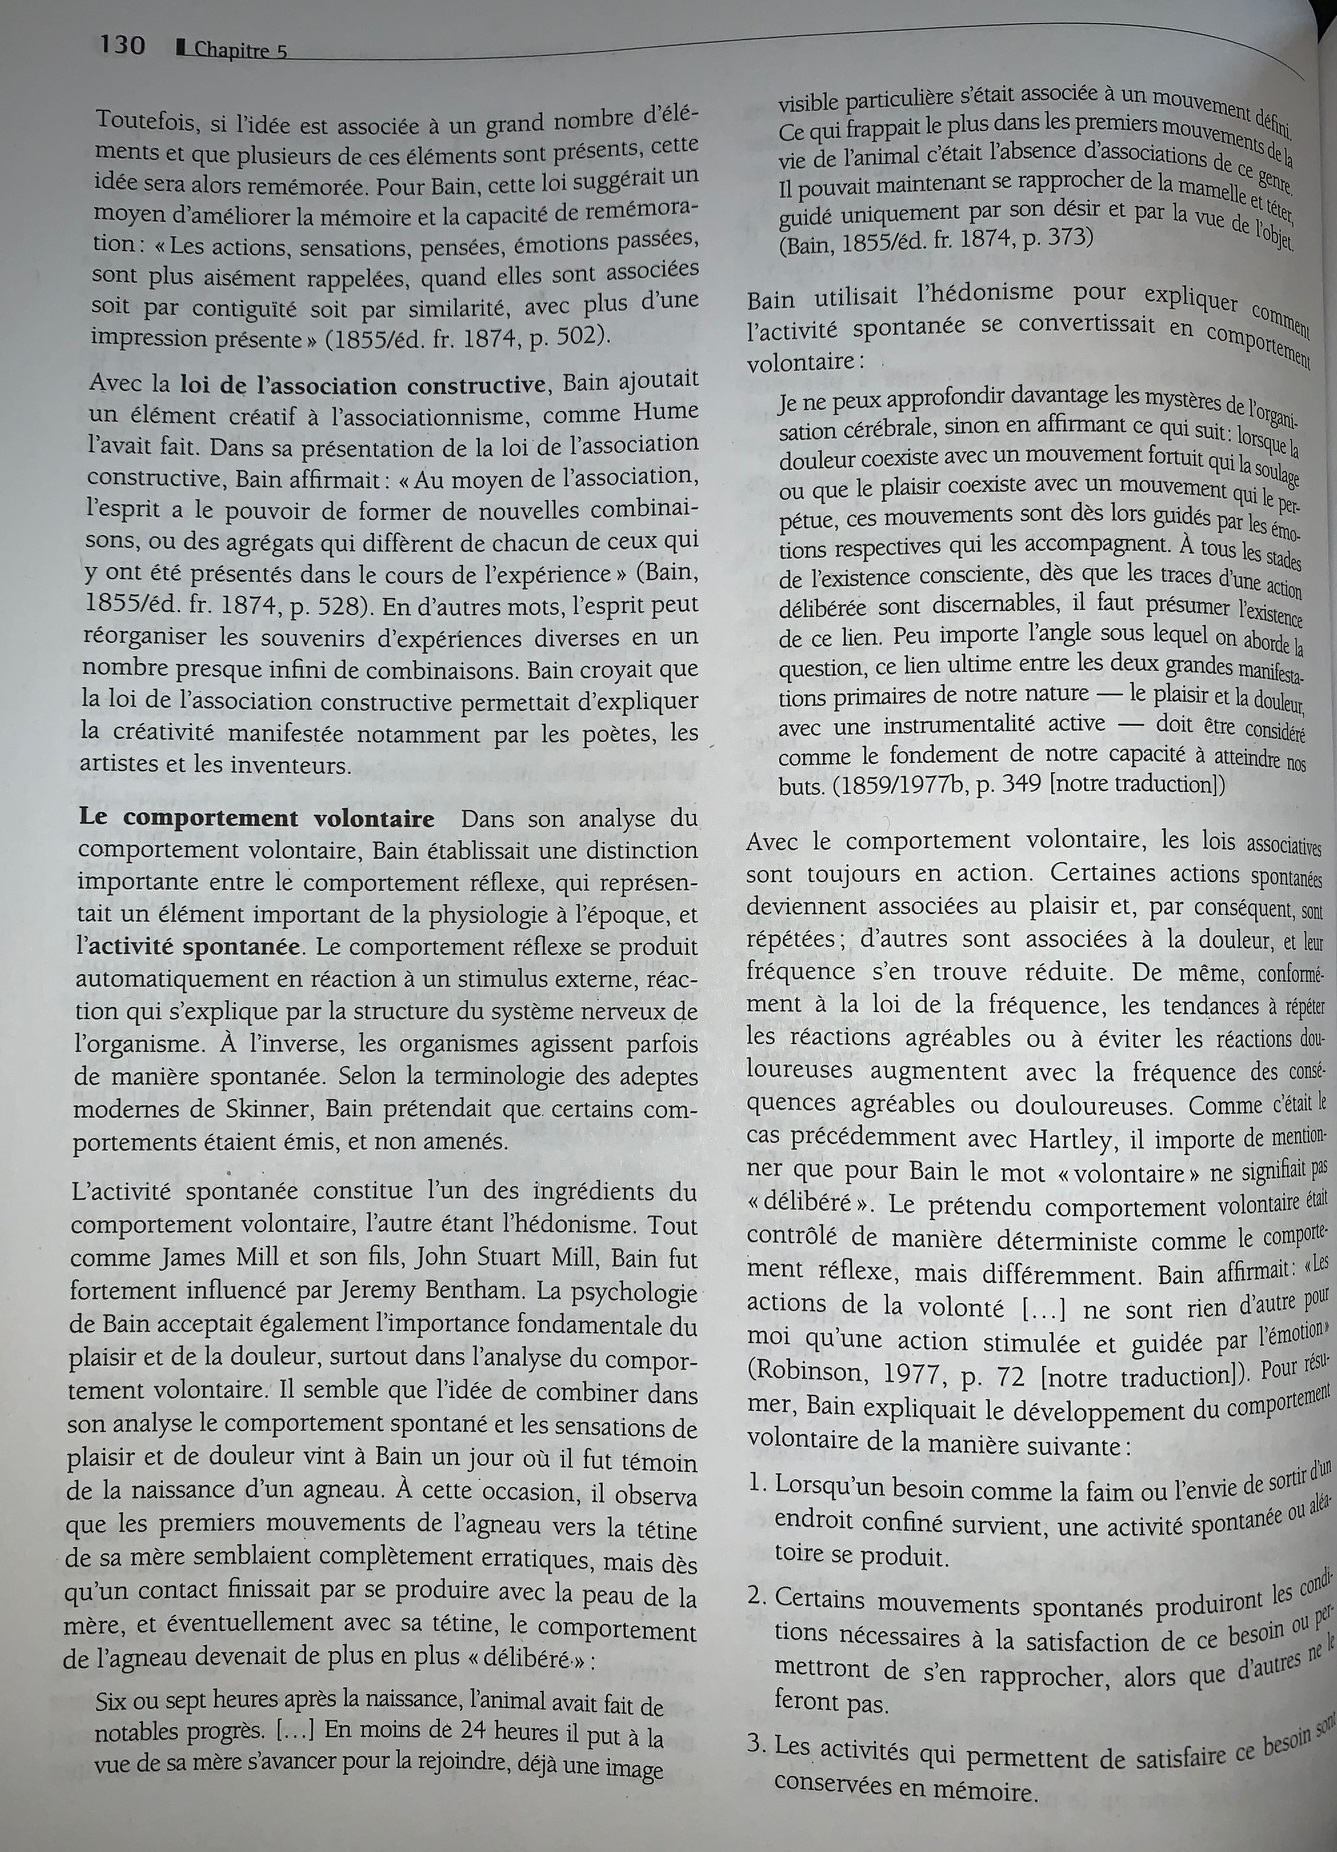 130 Chapitre 5
Toutefois, si l'idée est associée à un grand nombre d'élé-
ments et que plusieurs de ces éléments sont présents, cette
idée sera alors remémorée. Pour Bain, cette loi suggérait un
moyen d'améliorer la mémoire et la capacité de remémora-
tion : « Les actions, sensations, pensées, émotions passées,
sont plus aisément rappelées, quand elles sont associées
soit par contiguïté soit par similarité, avec plus d'une
impression présente » (1855/éd. fr. 1874, p. 502).
Avec la loi de l'association constructive, Bain ajoutait
un élément créatif à l'associationnisme, comme Hume
l'avait fait. Dans sa présentation de la loi de l'association
constructive, Bain affirmait : « Au moyen de l'association,
l'esprit a le pouvoir de former de nouvelles combinai-
sons, ou des agrégats qui diffèrent de chacun de ceux qui
y ont été présentés dans le cours de l'expérience » (Bain,
1855/éd. fr. 1874, p. 528). En d'autres mots, l'esprit peut
réorganiser les souvenirs d'expériences diverses en un
nombre presque infini de combinaisons. Bain croyait que
la loi de l'association constructive permettait d'expliquer
la créativité manifestée notamment par les poètes, les
artistes et les inventeurs.
Le comportement volontaire Dans son analyse du
comportement volontaire, Bain établissait une distinction
importante entre le comportement réflexe, qui représen-
tait un élément important de la physiologie à l'époque, et
l'activité spontanée. Le comportement réflexe se produit
automatiquement en réaction à un stimulus externe, réac-
tion qui s'explique par la structure du système nerveux de
l'organisme. À l'inverse, les organismes agissent parfois
de manière spontanée. Selon la terminologie des adeptes
modernes de Skinner, Bain prétendait que certains com-
portements étaient émis, et non amenés.
L'activité spontanée constitue l'un des ingrédients du
comportement volontaire, l'autre étant l'hédonisme. Tout
comme James Mill et son fils, John Stuart Mill, Bain fut
fortement influencé par Jeremy Bentham. La psychologie
de Bain acceptait également l'importance fondamentale du
plaisir et de la douleur, surtout dans l'analyse du compor-
tement volontaire. Il semble que l'idée de combiner dans
son analyse le comportement spontané et les sensations de
plaisir et de douleur vint à Bain un jour où il fut témoin
de la naissance d'un agneau. À cette occasion, il observa
que les premiers mouvements de l'agneau vers la tétine
de sa mère semblaient complètement erratiques, mais dès
qu'un contact finissait par se produire avec la peau de la
mère, et éventuellement avec sa tétine, le comportement
de l'agneau devenait de plus en plus « délibéré » :
Six ou sept heures après la naissance, l'animal avait fait de
notables progrès. [...] En moins de 24 heures il put à la
vue de sa mère s'avancer pour la rejoindre, déjà une image
visible particulière s'était associée à un mouvement défini.
Ce qui frappait le plus dans les premiers mouvements de la
vie de l'animal c'était l'absence d'associations de ce genre.
Il pouvait maintenant se rapprocher de la mamelle et téter,
guidé uniquement par son désir et par la vue de l'objet.
(Bain, 1855/éd. fr. 1874, p. 373)
Bain utilisait l'hédonisme pour expliquer comment
l'activité spontanée se convertissait en comportement
volontaire :
Je ne peux approfondir davantage les mystères de l'organi-
sation cérébrale, sinon en affirmant ce qui suit : lorsque la
douleur coexiste avec un mouvement fortuit qui la soulage
ou que le plaisir coexiste avec un mouvement qui le per-
pétue, ces mouvements sont dès lors guidés par les émo-
tions respectives qui les accompagnent. À tous les stades
de l'existence consciente, dès que les traces d'une action
délibérée sont discernables, il faut présumer l'existence
de ce lien. Peu importe l'angle sous lequel on aborde la
question, ce lien ultime entre les deux grandes manifesta-
tions primaires de notre nature — le plaisir et la douleur,
avec une instrumentalité active — doit être considéré
comme le fondement de notre capacité à atteindre nos
buts. (1859/1977b, p. 349 [notre traduction])
Avec le comportement volontaire, les lois associatives
sont toujours en action. Certaines actions spontanées
deviennent associées au plaisir et, par conséquent, sont
répétées ; d'autres sont associées à la douleur, et leur
fréquence s'en trouve réduite. De même, conformé-
ment à la loi de la fréquence, les tendances à répéter
les réactions agréables ou à éviter les réactions dou-
loureuses augmentent avec la fréquence des consé-
quences agréables ou douloureuses. Comme c'était le
cas précédemment avec Hartley, il importe de mention-
ner que pour Bain le mot « volontaire » ne signifiait pas
« délibéré ». Le prétendu comportement volontaire était
contrôlé de manière déterministe comme le comporte-
ment réflexe, mais différemment. Bain affirmait : « Les
actions de la volonté [...] ne sont rien d'autre pour
moi qu'une action stimulée et guidée par l'émotion »
(Robinson, 1977, p. 72 [notre traduction]). Pour résu-
mer, Bain expliquait le développement du comportement
volontaire de la manière suivante :
1. Lorsqu'un besoin comme la faim ou l'envie de sortir d'un
endroit confiné survient, une activité spontanée ou aléa-
toire se produit.
2. Certains mouvements spontanés produiront les condi-
tions nécessaires à la satisfaction de ce besoin ou per-
mettront de s'en rapprocher, alors que d'autres ne le
feront pas.
3. Les activités qui permettent de satisfaire ce besoin sont
conservées en mémoire.